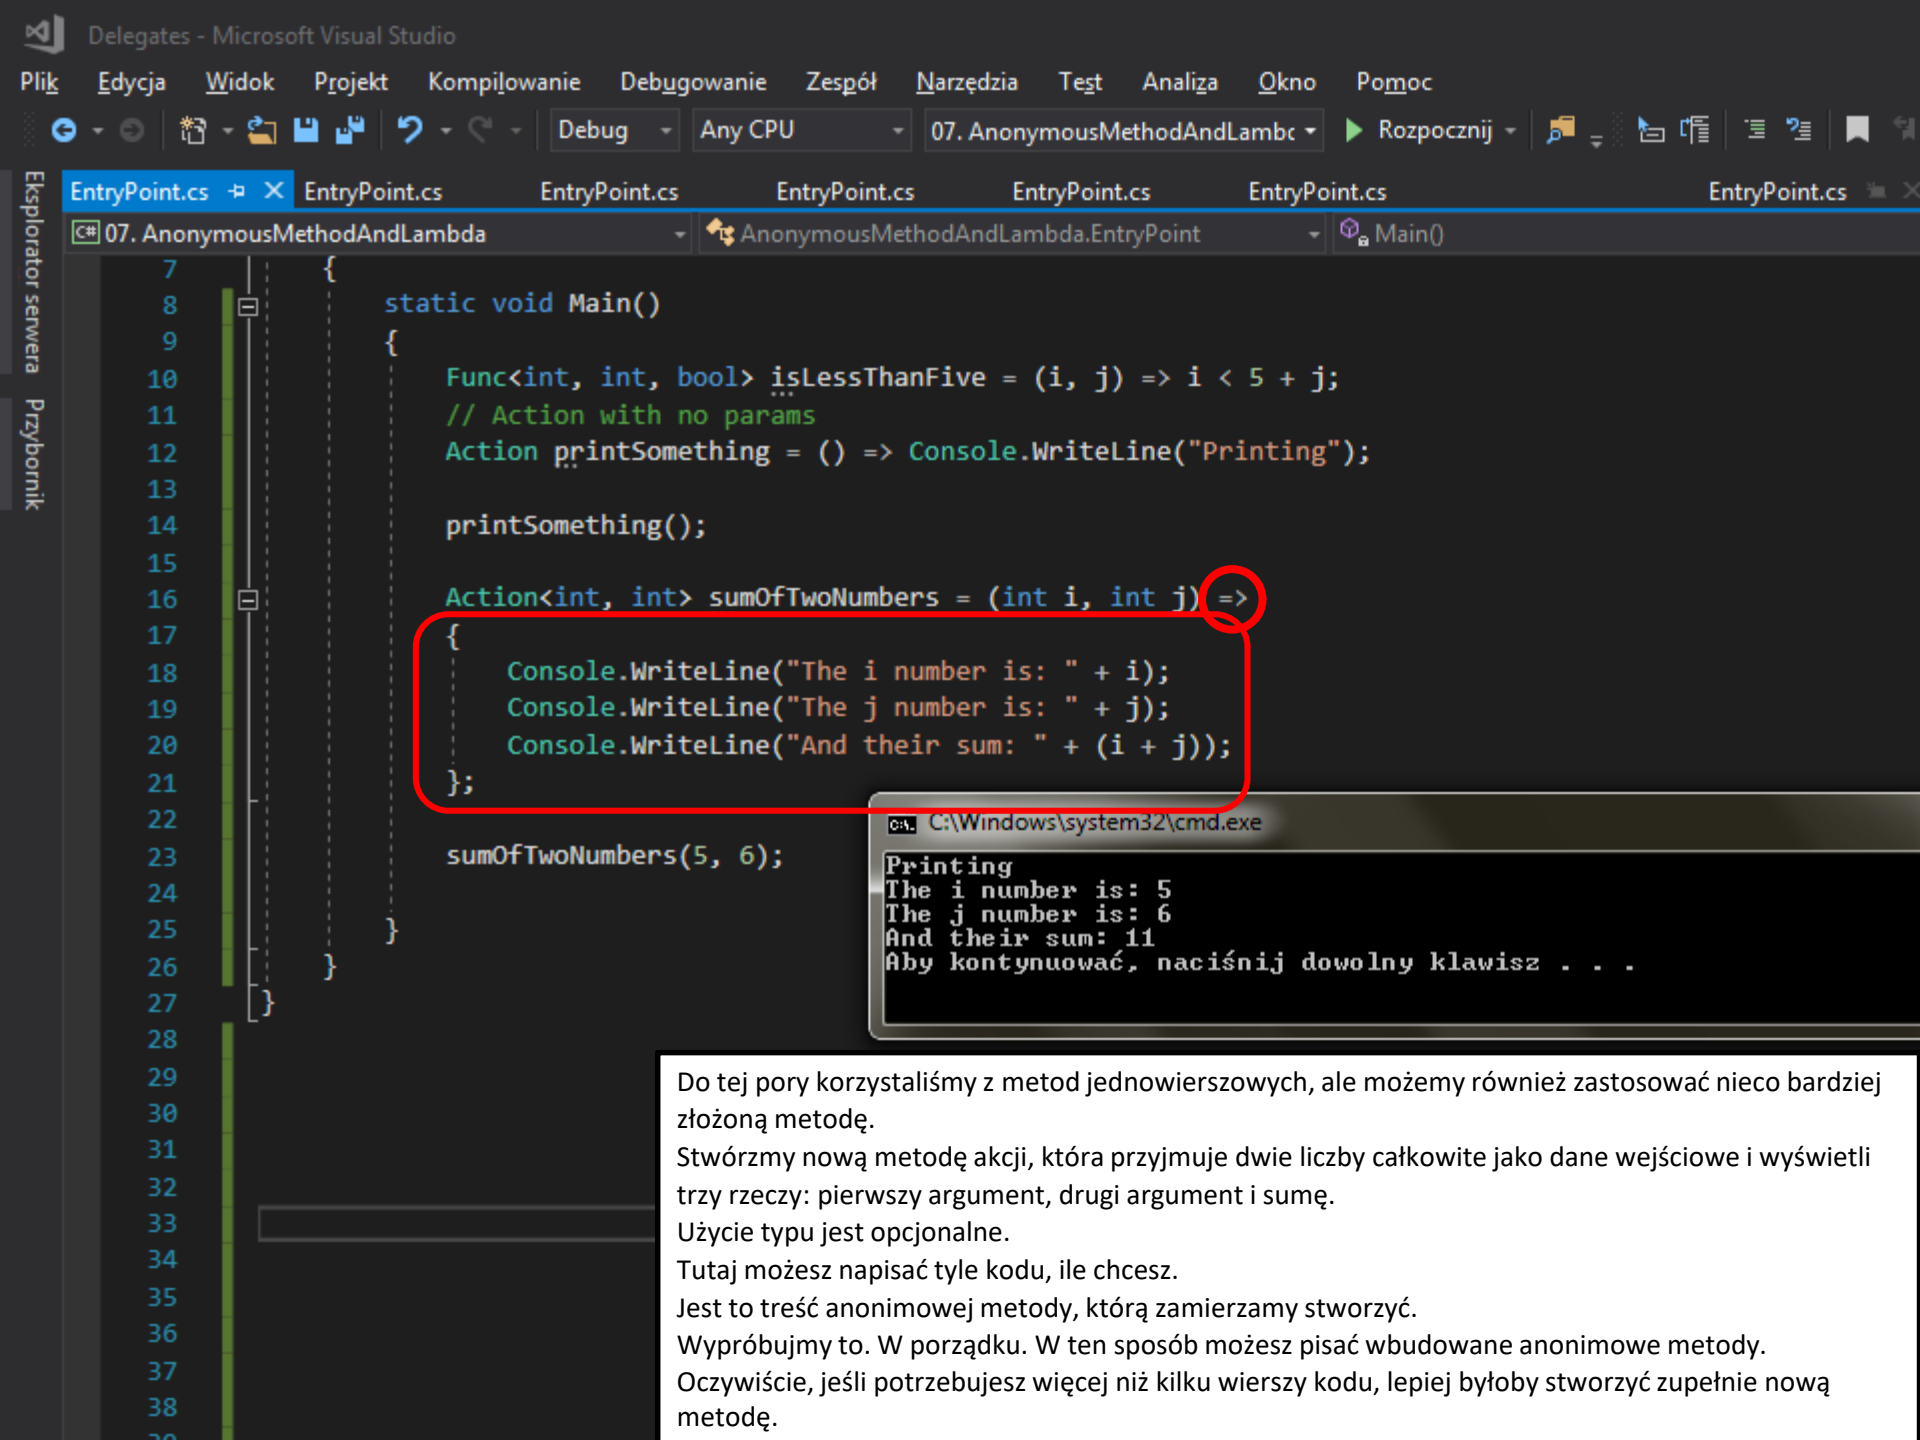 Delegates - Microsoft Visual Studio
Plik Edycja Widok Projekt Kompilowanie Debugowanie Zespół Narzędzia Test Analiza Okno Pomoc
Debug Any CPU 07. AnonymousMethodAndLambc Rozpocznij
EntryPoint.cs EntryPoint.cs EntryPoint.cs EntryPoint.cs EntryPoint.cs EntryPoint.cs EntryPoint.cs
C# 07. AnonymousMethodAndLambda AnonymousMethodAndLambda.EntryPoint Main()
Eksplorator serwera
Przybornik
7 {
8 static void Main()
9 {
10 Func<int, int, bool> isLessThanFive = (i, j) => i < 5 + j;
11 // Action with no params
12 Action printSomething = () => Console.WriteLine("Printing");
13
14 printSomething();
15
16 Action<int, int> sumOfTwoNumbers = (int i, int j) =>
17 {
18 Console.WriteLine("The i number is: " + i);
19 Console.WriteLine("The j number is: " + j);
20 Console.WriteLine("And their sum: " + (i + j));
21 };
22
23 sumOfTwoNumbers(5, 6);
24
25 }
26 }
27 }
28
29
30
31
32
33
34
35
36
37
38
C:\Windows\system32\cmd.exe
Printing
The i number is: 5
The j number is: 6
And their sum: 11
Aby kontynuować, naciśnij dowolny klawisz . . .
Do tej pory korzystaliśmy z metod jednowierszowych, ale możemy również zastosować nieco bardziej
złożoną metodę.
Stwórzmy nową metodę akcji, która przyjmuje dwie liczby całkowite jako dane wejściowe i wyświetli
trzy rzeczy: pierwszy argument, drugi argument i sumę.
Użycie typu jest opcjonalne.
Tutaj możesz napisać tyle kodu, ile chcesz.
Jest to treść anonimowej metody, którą zamierzamy stworzyć.
Wypróbujmy to. W porządku. W ten sposób możesz pisać wbudowane anonimowe metody.
Oczywiście, jeśli potrzebujesz więcej niż kilku wierszy kodu, lepiej byłoby stworzyć zupełnie nową
metodę.